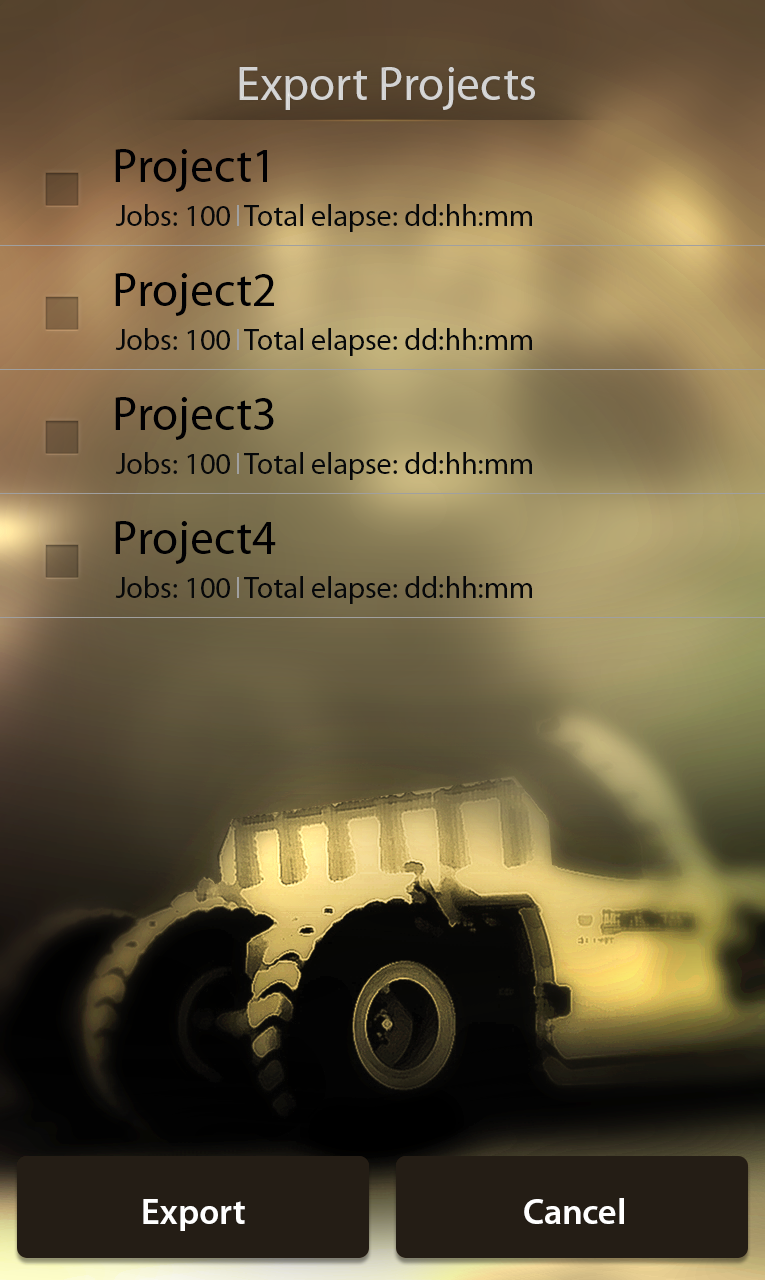 Export Projects
Project1
Jobs: 100 | Total elapse: dd:hh:mm
Project2
Jobs: 100 | Total elapse: dd:hh:mm
Project3
Jobs: 100 | Total elapse: dd:hh:mm
Project4
Jobs: 100 | Total elapse: dd:hh:mm
Export
Cancel